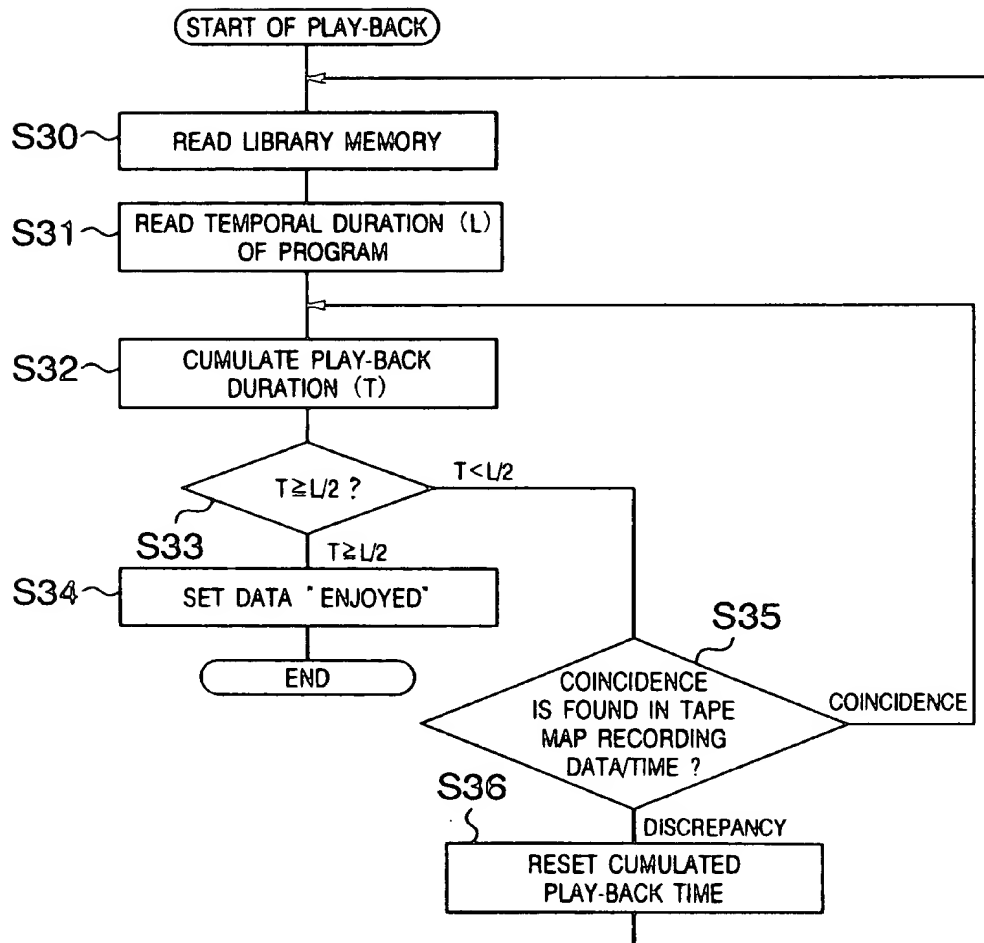 START OF PLAY-BACK
S30
READ LIBRARY MEMORY
S31
READ TEMPORAL DURATION (L)
OF PROGRAM
S32
CUMULATE PLAY-BACK
DURATION (T)
T≧L/2 ?
T<L/2
S33
T≧L/2
S34
SET DATA "ENJOYED"
END
S35
COINCIDENCE
IS FOUND IN TAPE
MAP RECORDING
DATA/TIME ?
COINCIDENCE
S36
DISCREPANCY
RESET CUMULATED
PLAY-BACK TIME